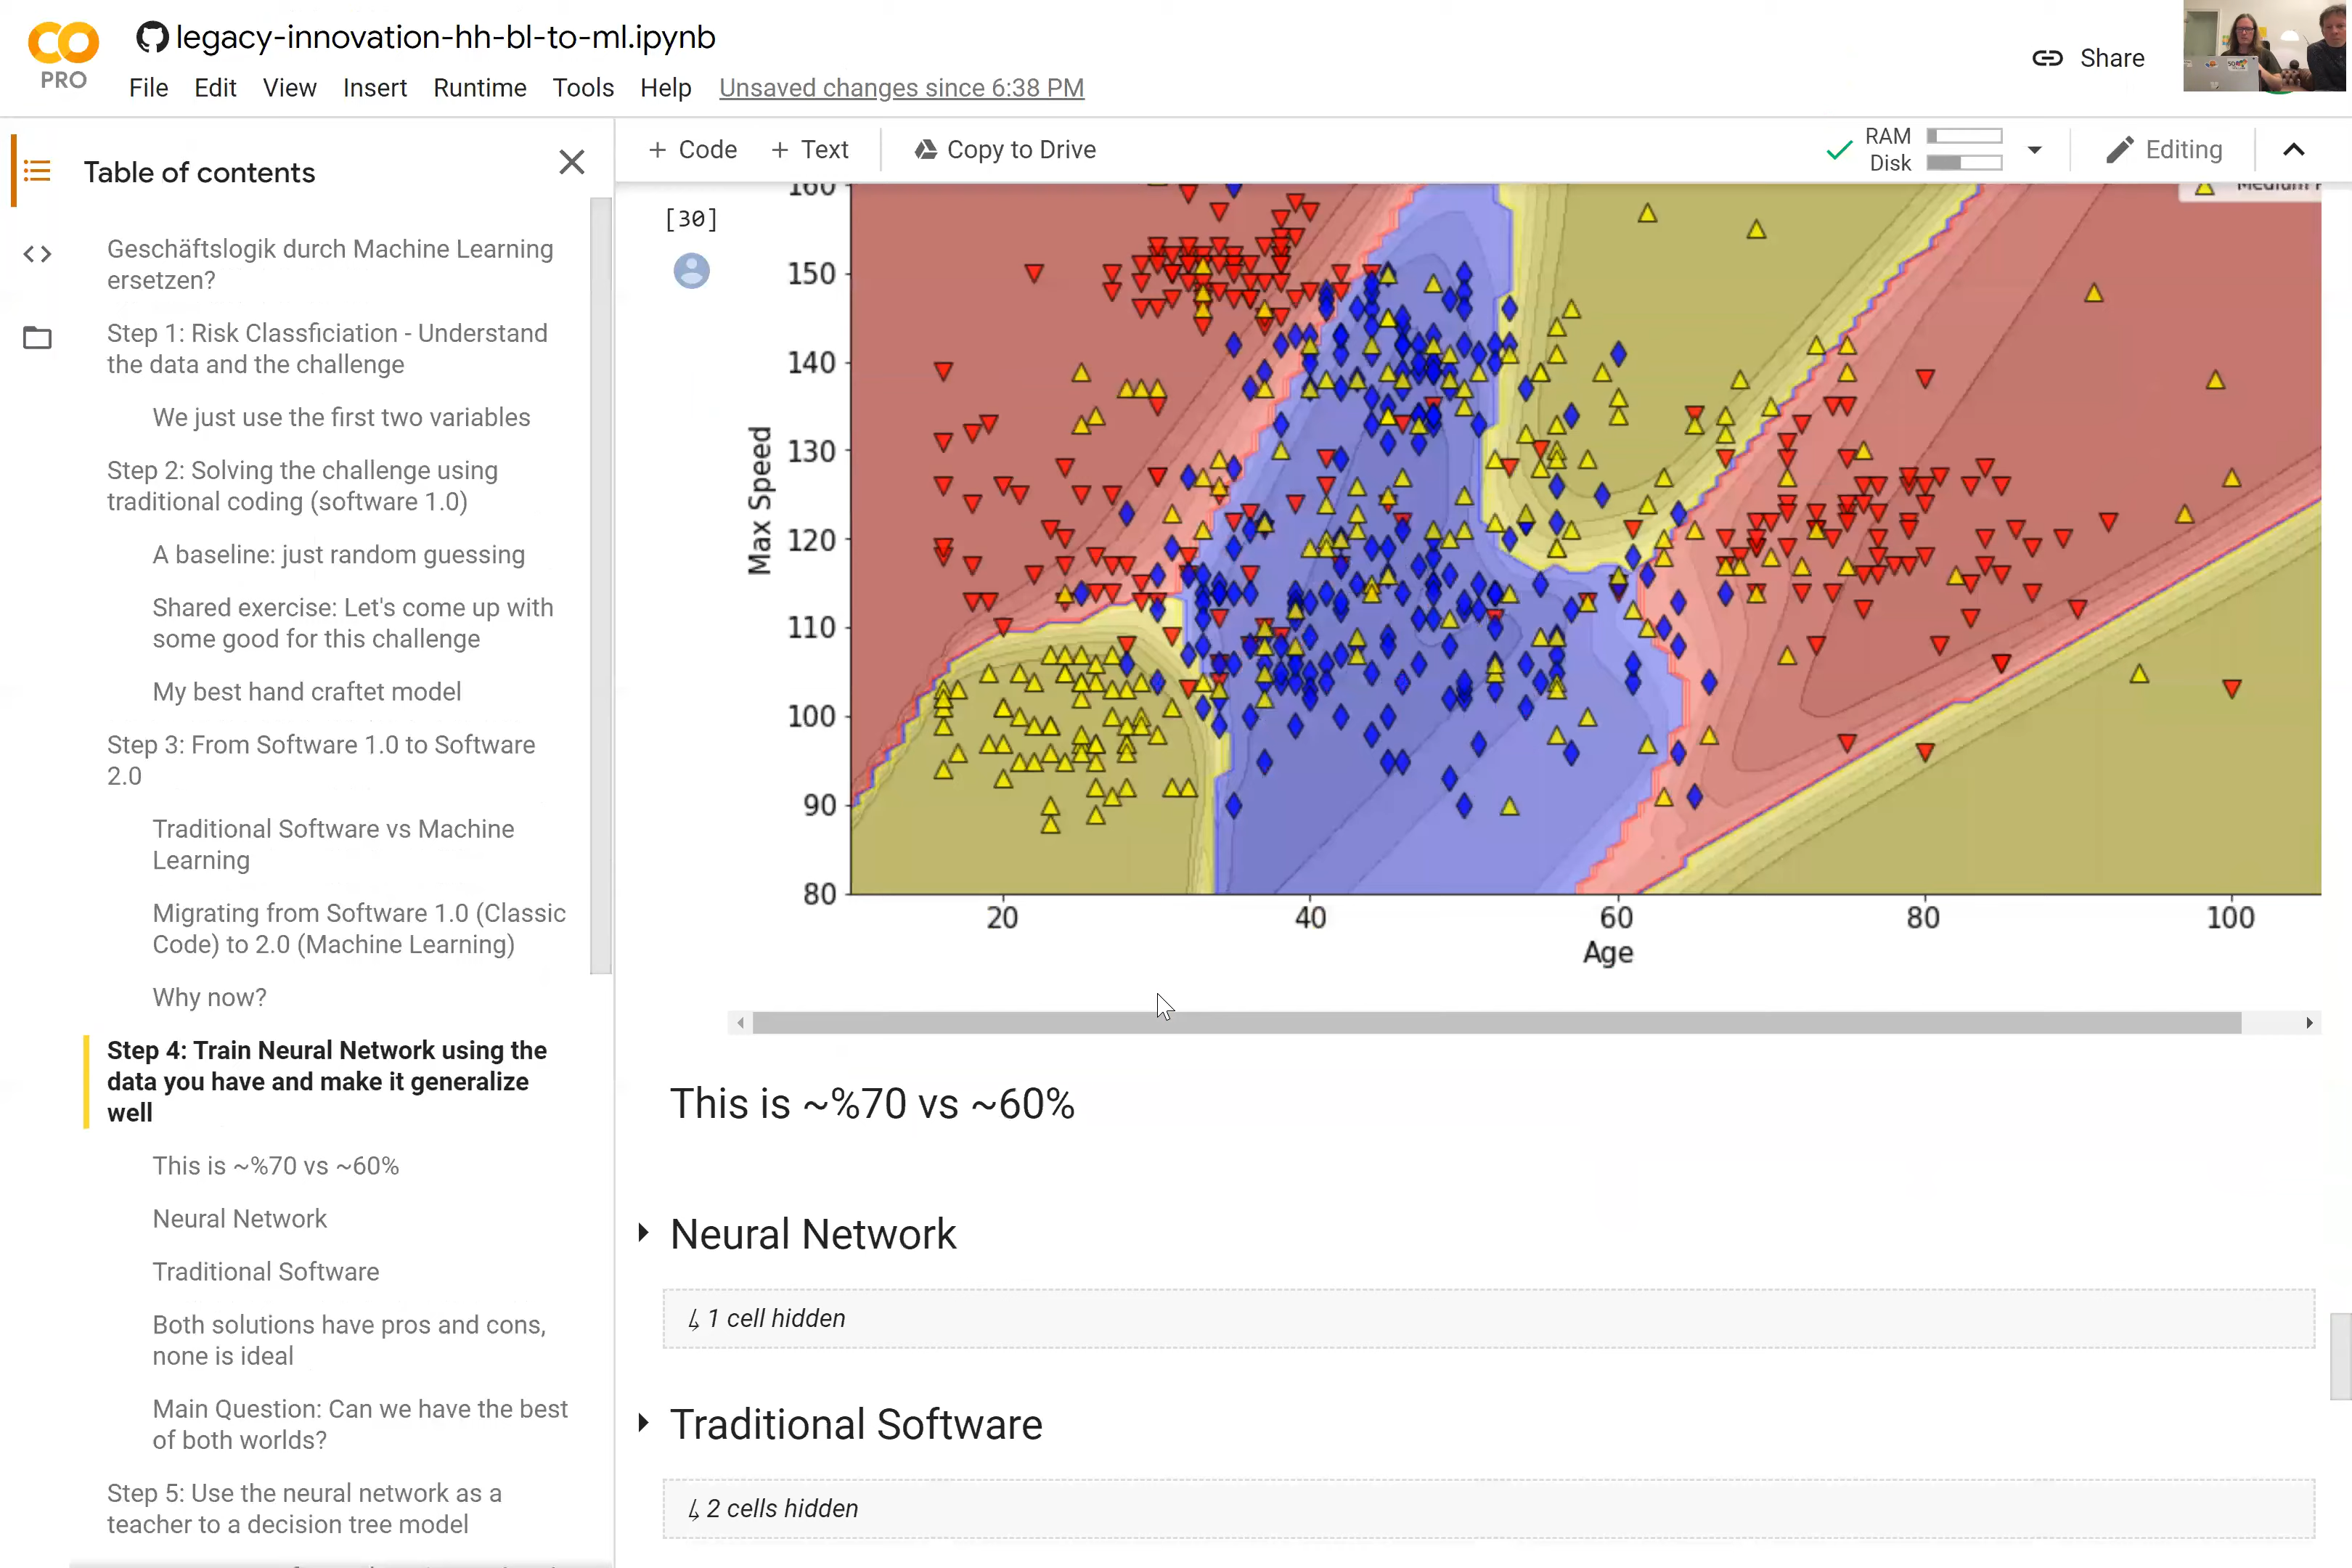 legacy-innovation-hh-bl-to-ml.ipynb
PRO
File Edit View Insert Runtime Tools Help Unsaved changes since 6:38 PM
Share
Table of contents
Geschäftslogik durch Machine Learning
ersetzen?
Step 1: Risk Classficiation - Understand
the data and the challenge
We just use the first two variables
Step 2: Solving the challenge using
traditional coding (software 1.0)
A baseline: just random guessing
Shared exercise: Let's come up with
some good for this challenge
My best hand craftet model
Step 3: From Software 1.0 to Software
2.0
Traditional Software vs Machine
Learning
Migrating from Software 1.0 (Classic
Code) to 2.0 (Machine Learning)
Why now?
Step 4: Train Neural Network using the
data you have and make it generalize
well
This is ~%70 vs ~60%
Neural Network
Traditional Software
Both solutions have pros and cons,
none is ideal
Main Question: Can we have the best
of both worlds?
Step 5: Use the neural network as a
teacher to a decision tree model
+ Code + Text Copy to Drive
RAM
Disk
Editing
[30]
Medium
160
150
140
130
120
110
100
90
80
Max Speed
20 40 60 80 100
Age
This is ~%70 vs ~60%
Neural Network
1 cell hidden
Traditional Software
2 cells hidden